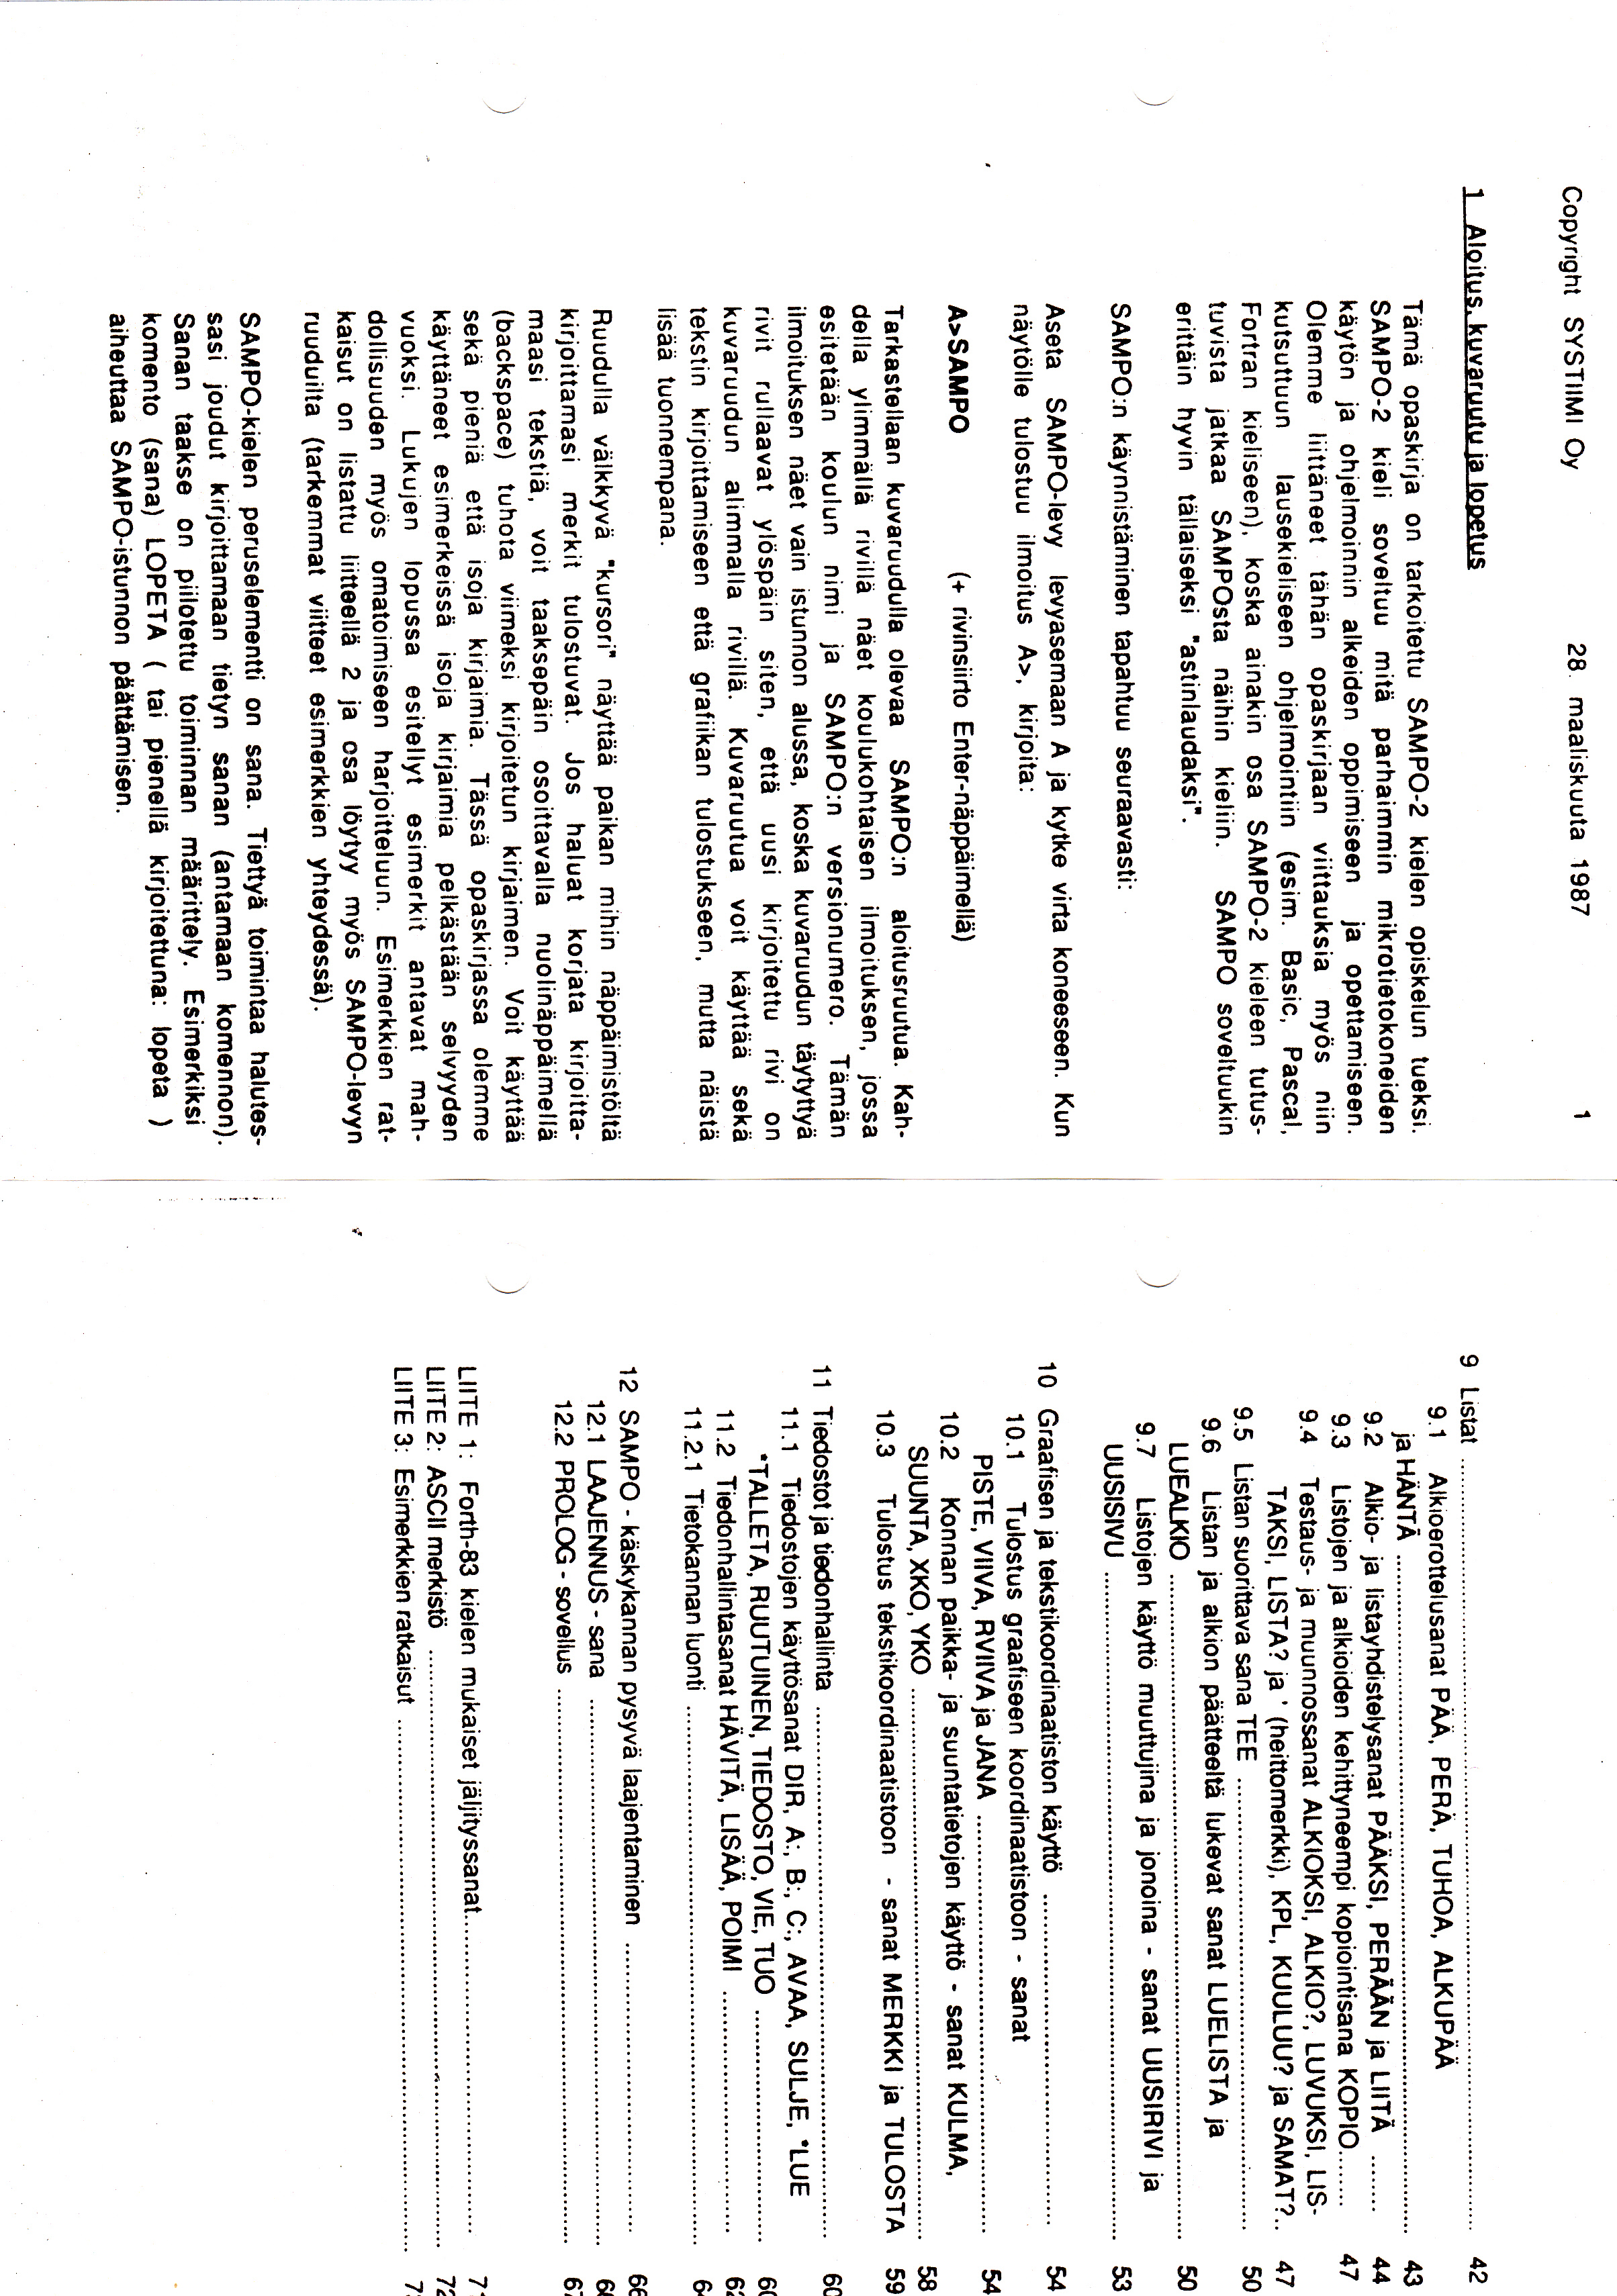 Copyright SYSTIIMI Oy 28. maaliskuuta 1987 1
1 Aloitus, kuvaruutu ja lopetus
Tämä opaskirja on tarkoitettu SAMPO-2 kielen opiskelun tueksi.
SAMPO-2 kieli soveltuu mitä parhaimmin mikrotietokoneiden
käytön ja ohjelmoinnin alkeiden oppimiseen ja opettamiseen.
Olemme liittäneet tähän opaskirjaan viittauksia myös niin
kutsuttuun lausekieliseen ohjelmointiin (esim. Basic, Pascal,
Fortran kieliseen), koska ainakin osa SAMPO-2 kieleen tutus-
tuvista jatkaa SAMPOsta näihin kieliin. SAMPO soveltuukin
erittäin hyvin tällaiseksi "astinlaudaksi".
SAMPO:n käynnistäminen tapahtuu seuraavasti:
Aseta SAMPO-levy levyasemaan A ja kytke virta koneeseen. Kun
näytölle tulostuu ilmoitus A>, kirjoita:
A>SAMPO (+ rivinsiirto Enter-näppäimellä)
Tarkastellaan kuvaruudulla olevaa SAMPO:n aloitusruutua. Kah-
della ylimmällä rivillä näet koulukohtaisen ilmoituksen, jossa
esitetään koulun nimi ja SAMPO:n versionumero. Tämän
ilmoituksen näet vain istunnon alussa, koska kuvaruudun täytyttyä
rivit rullaavat ylöspäin siten, että uusi kirjoitettu rivi on
kuvaruudun alimmalla rivillä. Kuvaruutua voit käyttää sekä
tekstin kirjoittamiseen että grafiikan tulostukseen, mutta näistä
lisää tuonnempana.
Ruudulla välkkyvä "kursori" näyttää paikan mihin näppäimistöltä
kirjoittamasi merkit tulostuvat. Jos haluat korjata kirjoitta-
maasi tekstiä, voit taaksepäin osoittavalla nuolinäppäimellä
(backspace) tuhota viimeksi kirjoitetun kirjaimen. Voit käyttää
sekä pieniä että isoja kirjaimia. Tässä opaskirjassa olemme
käyttäneet esimerkeissä isoja kirjaimia pelkästään selvyyden
vuoksi. Lukujen lopussa esitellyt esimerkit antavat mah-
dollisuuden myös omatoimiseen harjoitteluun. Esimerkkien rat-
kaisut on listattu liitteellä 2 ja osa löytyy myös SAMPO-levyn
ruuduilta (tarkemmat viitteet esimerkkien yhteydessä).
SAMPO-kielen peruselementti on sana. Tiettyä toimintaa halutes-
sasi joudut kirjoittamaan tietyn sanan (antamaan komennon).
Sanan taakse on piilotettu toiminnan määrittely. Esimerkiksi
komento (sana) LOPETA ( tai pienellä kirjoitettuna: lopeta )
aiheuttaa SAMPO-istunnon päättämisen.
9 Listat ........ 42
9.1 Alkioerottelusanat PÄÄ, PERÄ, TUHOA, ALKUPÄÄ
ja HÄNTÄ ........ 43
9.2 Alkio- ja listayhdistelysanat PÄÄKSI, PERÄÄN ja LIITÄ ........ 44
9.3 Listojen ja alkioiden kehittyneempi kopiointisana KOPIO........ 47
9.4 Testaus- ja muunnossanat ALKIOKSI, ALKIO?, LUVUKSI, LIS-
TAKSI, LISTA? ja ' (heittomerkki), KPL, KUULUU? ja SAMAT?.. 47
9.5 Listan suorittava sana TEE ........ 50
9.6 Listan ja alkion päätteeltä lukevat sanat LUELISTA ja
LUEALKIO ........ 50
9.7 Listojen käyttö muuttujina ja jonoina - sanat UUSIRIVI ja
UUSISIVU ........ 53
10 Graafisen ja tekstikoordinaatiston käyttö ........ 54
10.1 Tulostus graafiseen koordinaatistoon - sanat
PISTE, VIIVA, RVIIVA ja JANA ........ 54
10.2 Konnan paikka- ja suuntatietojen käyttö - sanat KULMA,
SUUNTA, XKO, YKO ........ 58
10.3 Tulostus tekstikoordinaatistoon - sanat MERKKI ja TULOSTA 59
11 Tiedostot ja tiedonhallinta ........ 60
11.1 Tiedostojen käyttösanat DIR, A:, B:, C:, AVAA, SULJE, "LUE
"TALLETA, RUUTUINEN, TIEDOSTO, VIE, TUO ........ 60
11.2 Tiedonhallintasanat HÄVITÄ, LISÄÄ, POIMI ........ 62
11.2.1 Tietokannan luonti ........ 6
12 SAMPO - käskykannan pysyvä laajentaminen ........ 66
12.1 LAAJENNUS - sana ........ 66
12.2 PROLOG - sovellus ........ 67
LIITE 1: Forth-83 kielen mukaiset jäljityssanat........ 71
LIITE 2: ASCII merkistö ........ 72
LIITE 3: Esimerkkien ratkaisut ........ 7